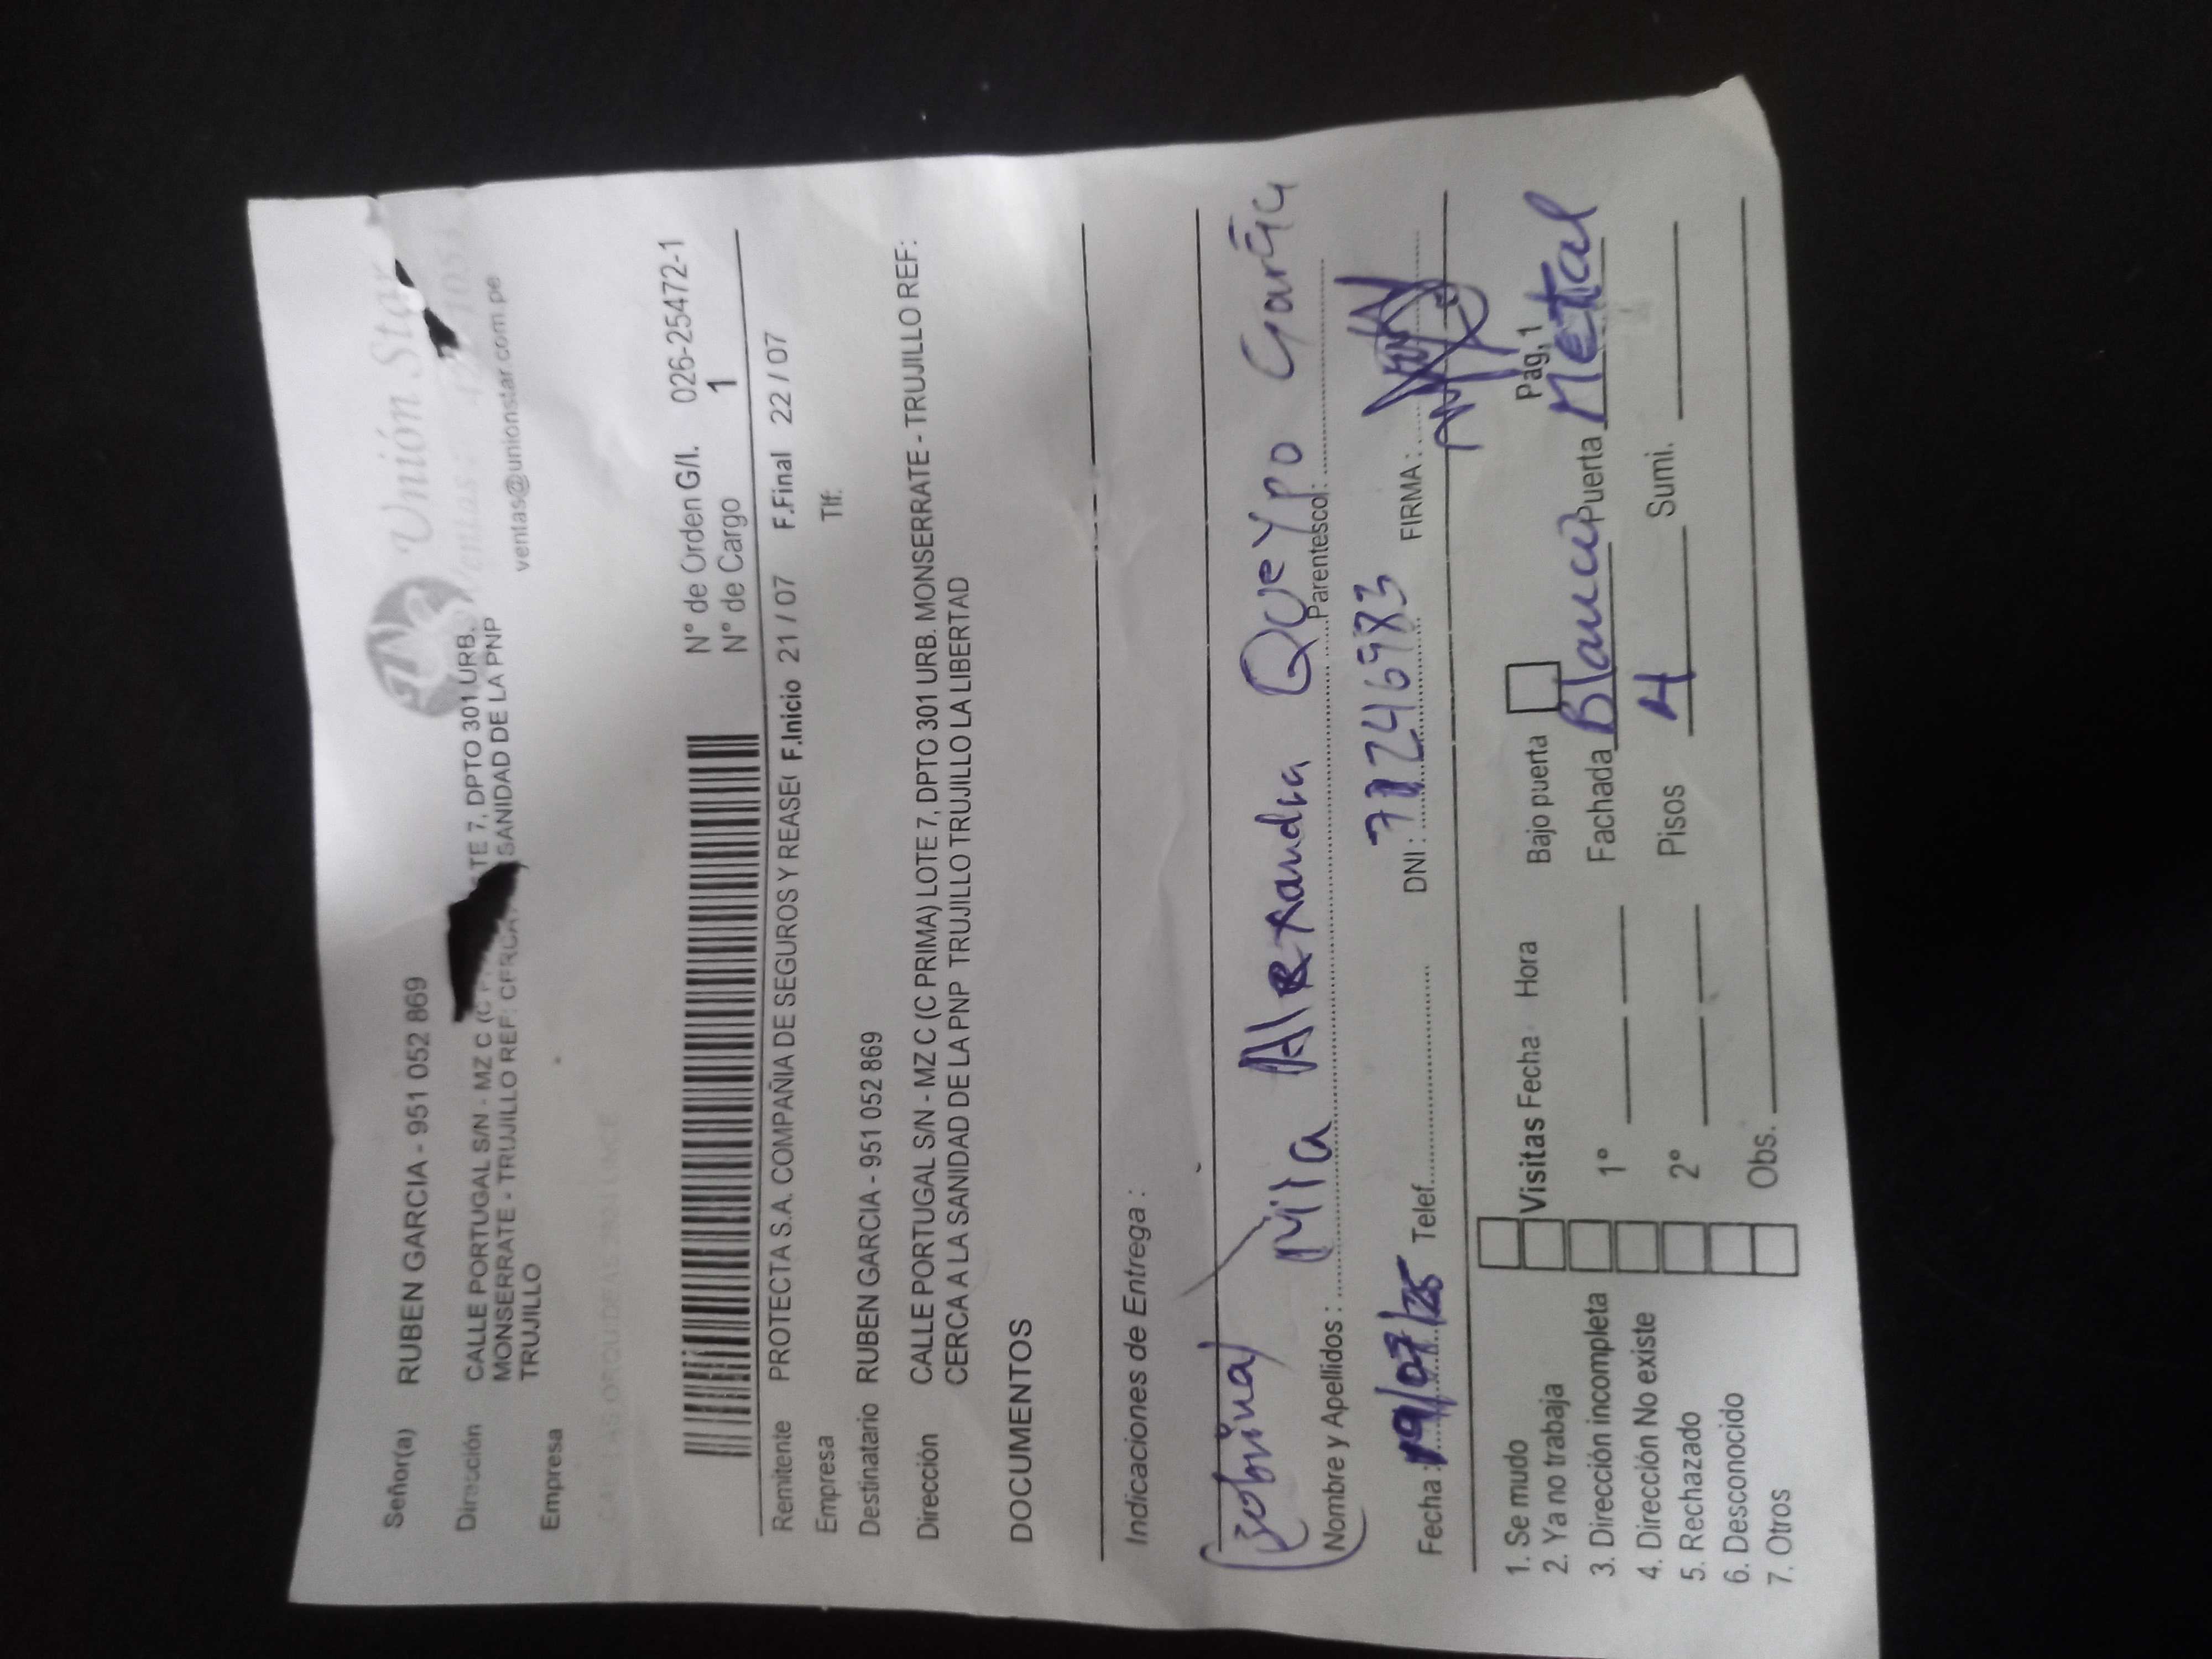 Unión Star
ventas@unionstar.com.pe
Señor(a) RUBEN GARCIA - 951 052 869
Dirección CALLE PORTUGAL S/N - MZ C (C TE 7, DPTO 301 URB.
MONSERRATE - TRUJILLO REF: CERCA SANIDAD DE LA PNP
TRUJILLO
Empresa
N° de Orden G/I. 026-25472-1
N° de Cargo 1
Remitente PROTECTA S.A. COMPAÑIA DE SEGUROS Y REASE( F.Inicio 21 / 07 F.Final 22 / 07
Empresa Tlf:
Destinatario RUBEN GARCIA - 951 052 869
Dirección CALLE PORTUGAL S/N - MZ C (C PRIMA) LOTE 7, DPTO 301 URB. MONSERRATE - TRUJILLO REF:
CERCA A LA SANIDAD DE LA PNP TRUJILLO TRUJILLO LA LIBERTAD
DOCUMENTOS
Indicaciones de Entrega :
(Sobrina)
Nombre y Apellidos : Mila Alexandra Queypo García Parentesco:
Fecha : 19/07/25 Telef. DNI : FIRMA :
Pag. 1
1. Se mudo
2. Ya no trabaja Visitas Fecha Hora Bajo puerta
3. Dirección incompleta 1° Fachada Blanco Puerta Metal
4. Dirección No existe
5. Rechazado 2° Pisos 4 Sumi.
6. Desconocido
7. Otros Obs.